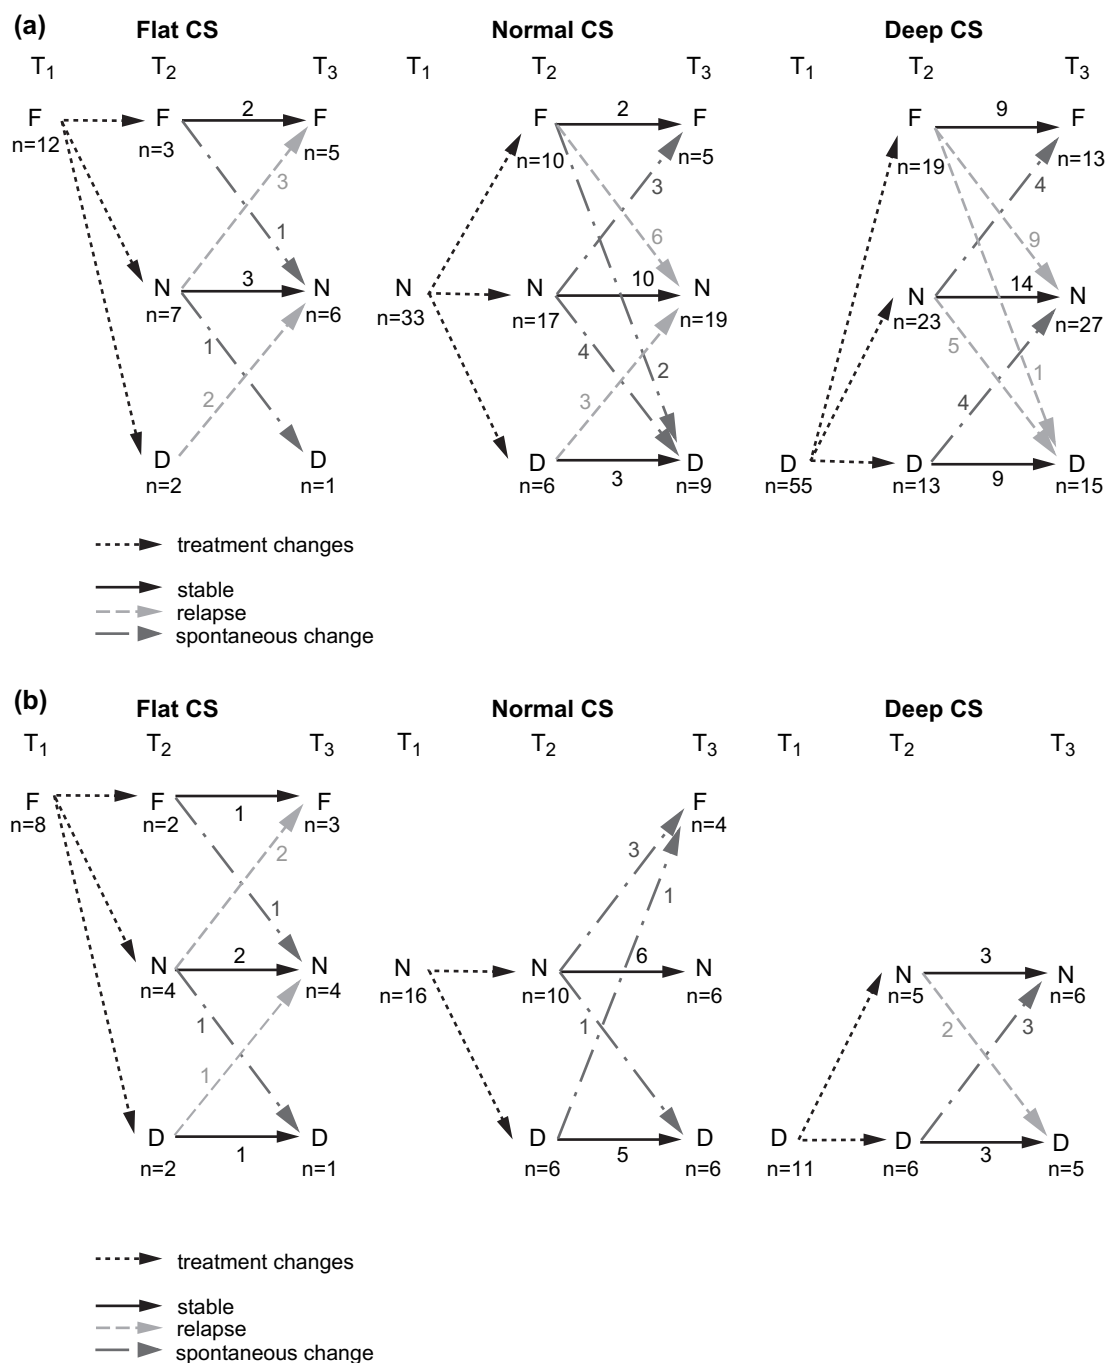 (a)
Flat CS Normal CS Deep CS
T1 T2 T3 T1 T2 T3 T1 T2 T3
F n=12 F n=3 2 F n=5 F n=10 2 F n=5 F n=19 9 F n=13
3 1 3 6 4 9
N n=7 3 N n=6 N n=33 N n=17 10 N n=19 N n=23 14 N n=27
1 2 4 2 3 5 1 4
D n=2 D n=1 D n=6 3 D n=9 D n=55 D n=13 9 D n=15
treatment changes
stable
relapse
spontaneous change
(b)
Flat CS Normal CS Deep CS
T1 T2 T3 T1 T2 T3 T1 T2 T3
F n=8 F n=2 1 F n=3 F n=4
2 1 3 1
N n=4 2 N n=4 N n=16 N n=10 6 N n=6 N n=5 3 N n=6
1 1 1 2 3
D n=2 1 D n=1 D n=6 5 D n=6 D n=11 D n=6 3 D n=5
treatment changes
stable
relapse
spontaneous change